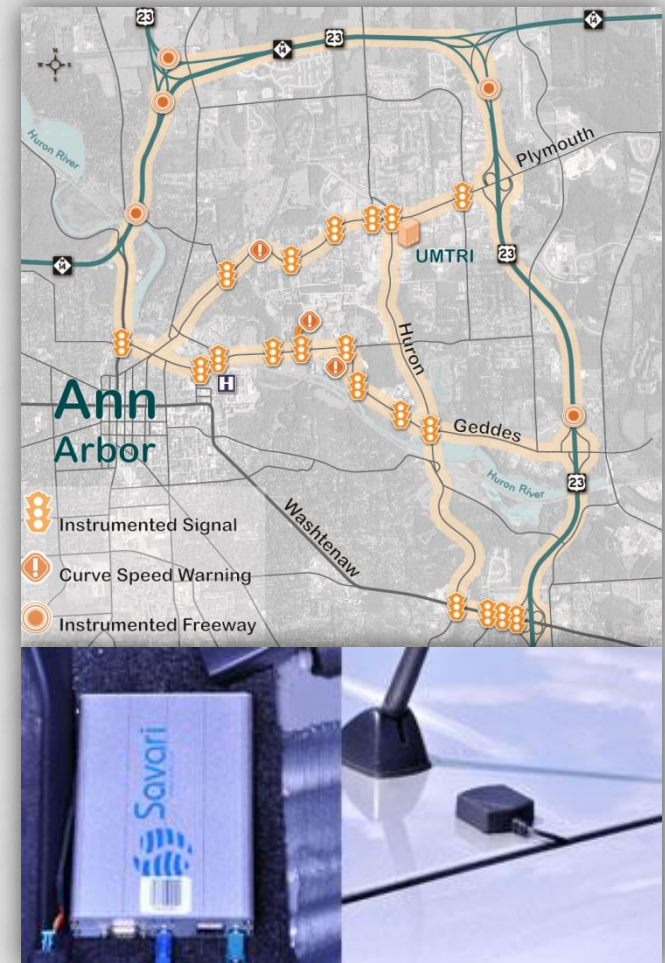 23
14
23
14
N
Huron River
Plymouth
UMTRI
14
23
Huron
H
Ann
Arbor
Geddes
Huron River
23
Washtenaw
Instrumented Signal
Curve Speed Warning
Instrumented Freeway
Savari